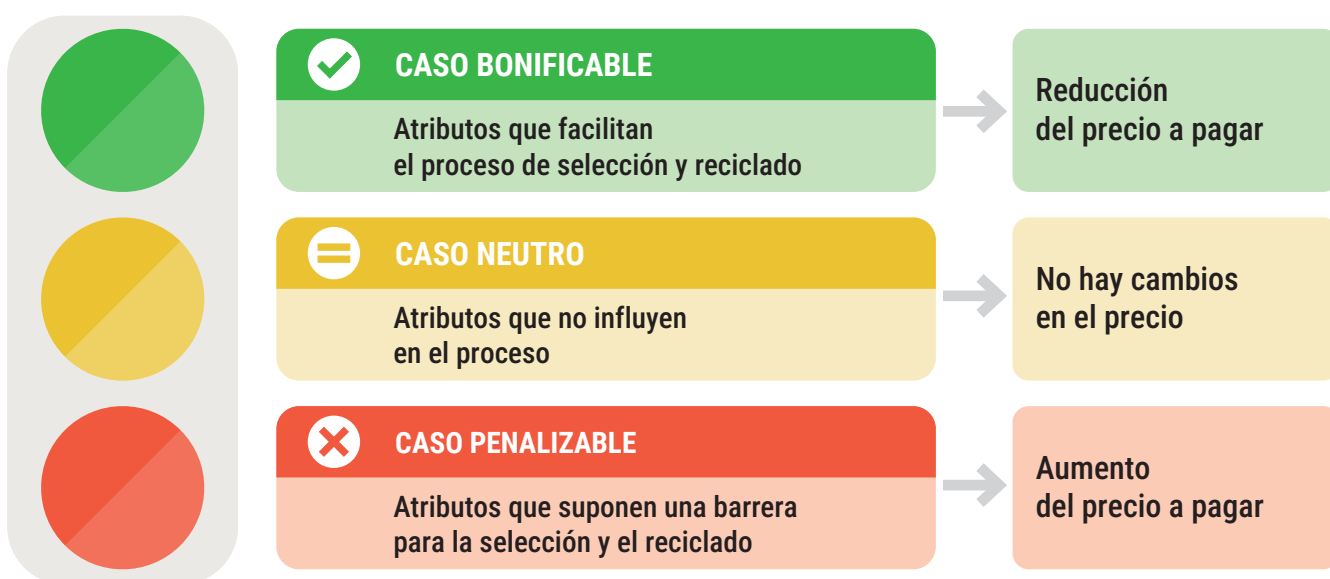 CASO BONIFICABLE
Atributos que facilitan
el proceso de selección y reciclado
Reducción
del precio a pagar
CASO NEUTRO
Atributos que no influyen
en el proceso
No hay cambios
en el precio
CASO PENALIZABLE
Atributos que suponen una barrera
para la selección y el reciclado
Aumento
del precio a pagar